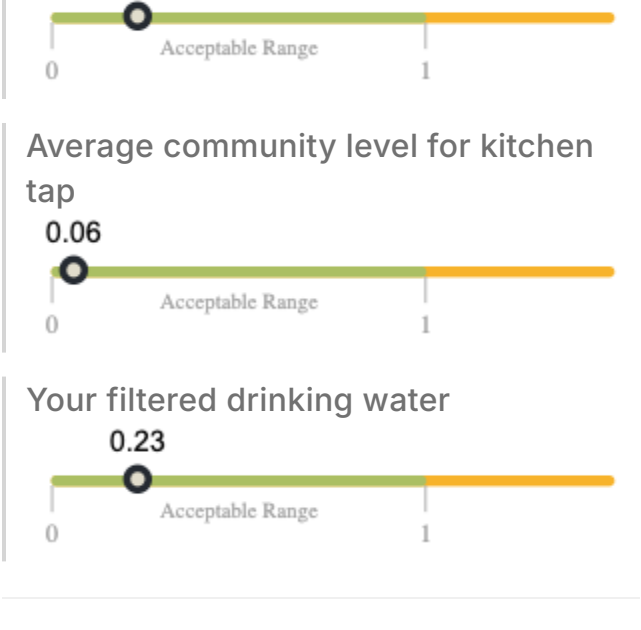 Acceptable Range
0 1
Average community level for kitchen
tap
0.06
Acceptable Range
0 1
Your filtered drinking water
0.23
Acceptable Range
0 1